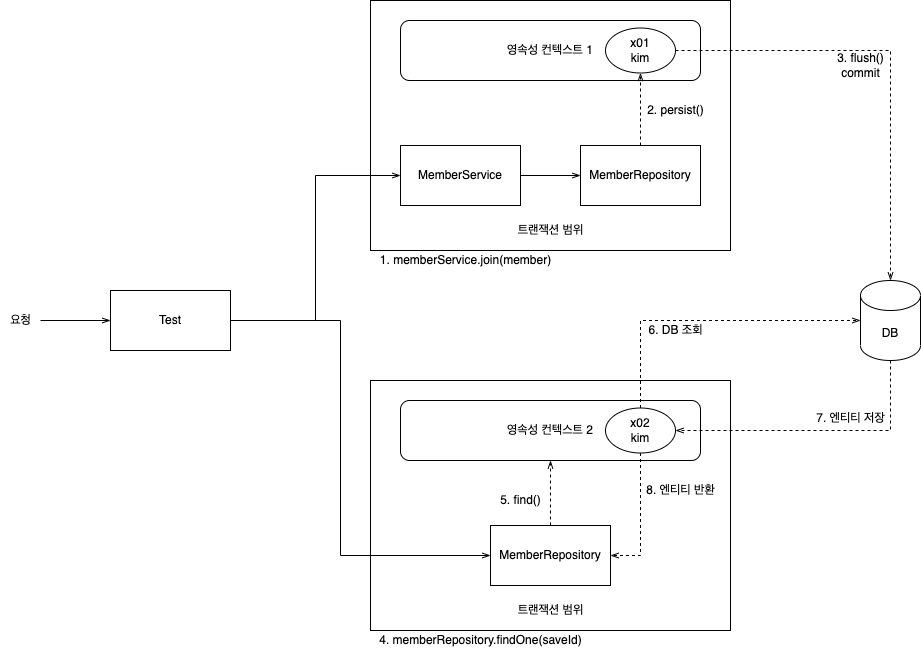 영속성 컨텍스트 1
x01
kim
3. flush()
commit
2. persist()
MemberService
MemberRepository
트랜잭션 범위
1. memberService.join(member)
요청
Test
6. DB 조회
DB
영속성 컨텍스트 2
x02
kim
7. 엔티티 저장
5. find()
8. 엔티티 반환
MemberRepository
트랜잭션 범위
4. memberRepository.findOne(saveId)